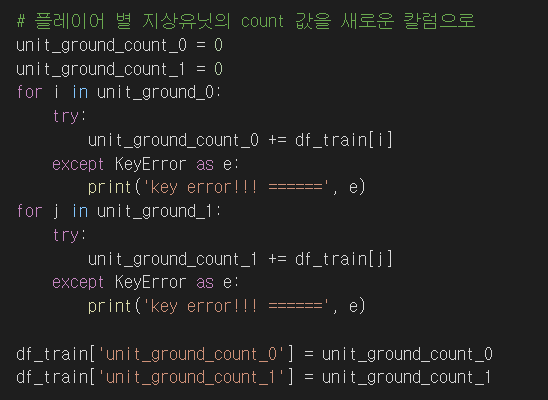 # 플레이어 별 지상유닛의 count 값을 새로운 칼럼으로
unit_ground_count_0 = 0
unit_ground_count_1 = 0
for i in unit_ground_0:
    try:
        unit_ground_count_0 += df_train[i]
    except KeyError as e:
        print('key error!!! ======', e)
for j in unit_ground_1:
    try:
        unit_ground_count_1 += df_train[j]
    except KeyError as e:
        print('key error!!! ======', e)

df_train['unit_ground_count_0'] = unit_ground_count_0
df_train['unit_ground_count_1'] = unit_ground_count_1